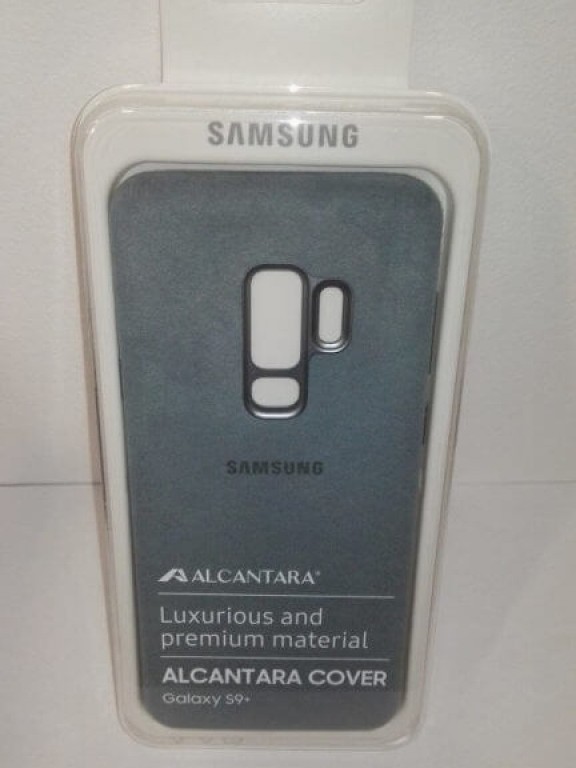 SAMSUNG
SAMSUNG
ALCANTARA®
Luxurious and
premium material
ALCANTARA COVER
Galaxy S9+